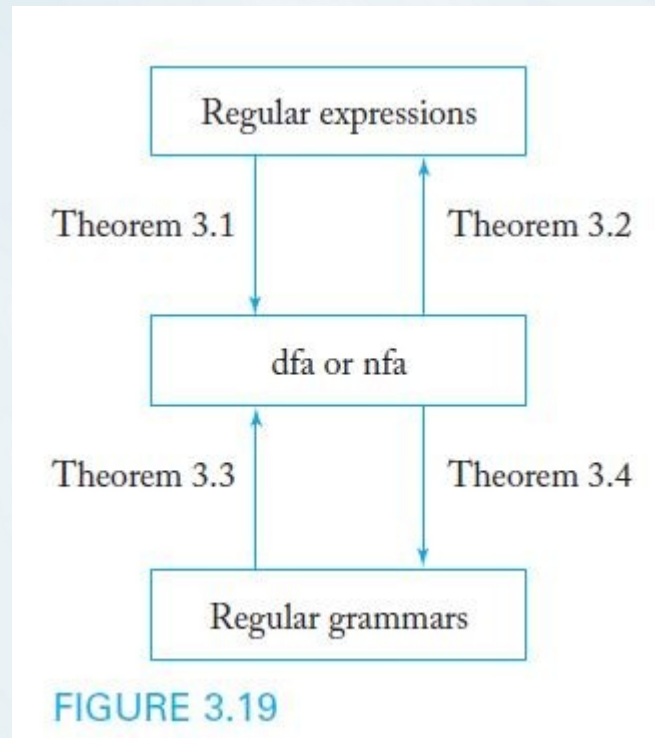 Regular expressions
Theorem 3.1
Theorem 3.2
dfa or nfa
Theorem 3.3
Theorem 3.4
Regular grammars
FIGURE 3.19